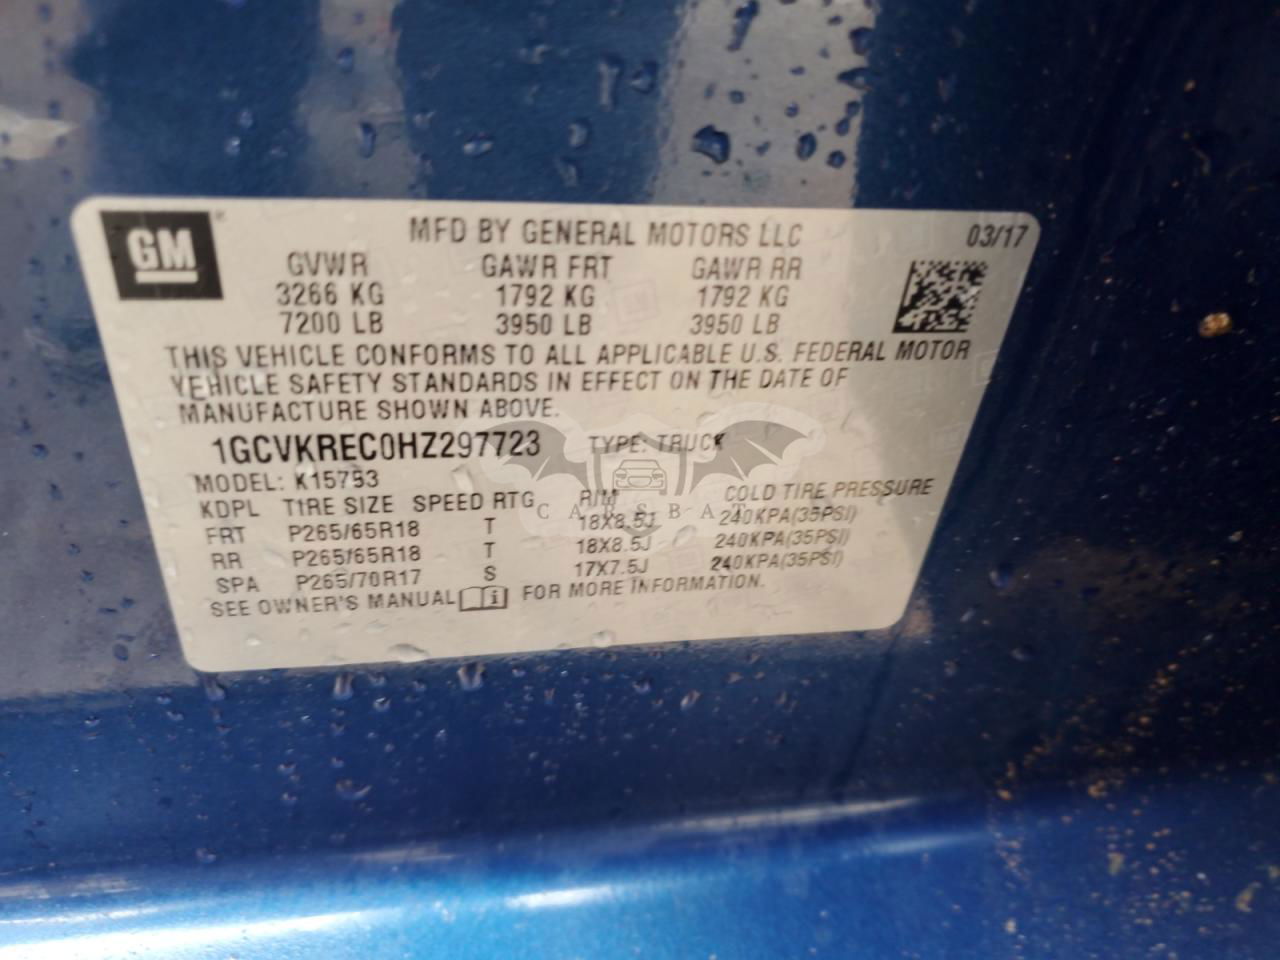 GM
MFD BY GENERAL MOTORS LLC 03/17
GVWR GAWR FRT GAWR RR
3266 KG 1792 KG 1792 KG
7200 LB 3950 LB 3950 LB
THIS VEHICLE CONFORMS TO ALL APPLICABLE U.S. FEDERAL MOTOR
VEHICLE SAFETY STANDARDS IN EFFECT ON THE DATE OF
MANUFACTURE SHOWN ABOVE.
1GCVKREC0HZ297723 TYPE: TRUCK
MODEL: K15753
KDPL TIRE SIZE SPEED RTG RIM COLD TIRE PRESSURE
CARSBAT
FRT P265/65R18 T 18X8.5J 240KPA(35PSI)
RR P265/65R18 T 18X8.5J 240KPA(35PSI)
SPA P265/70R17 S 17X7.5J 240KPA(35PSI)
SEE OWNER'S MANUAL FOR MORE INFORMATION.